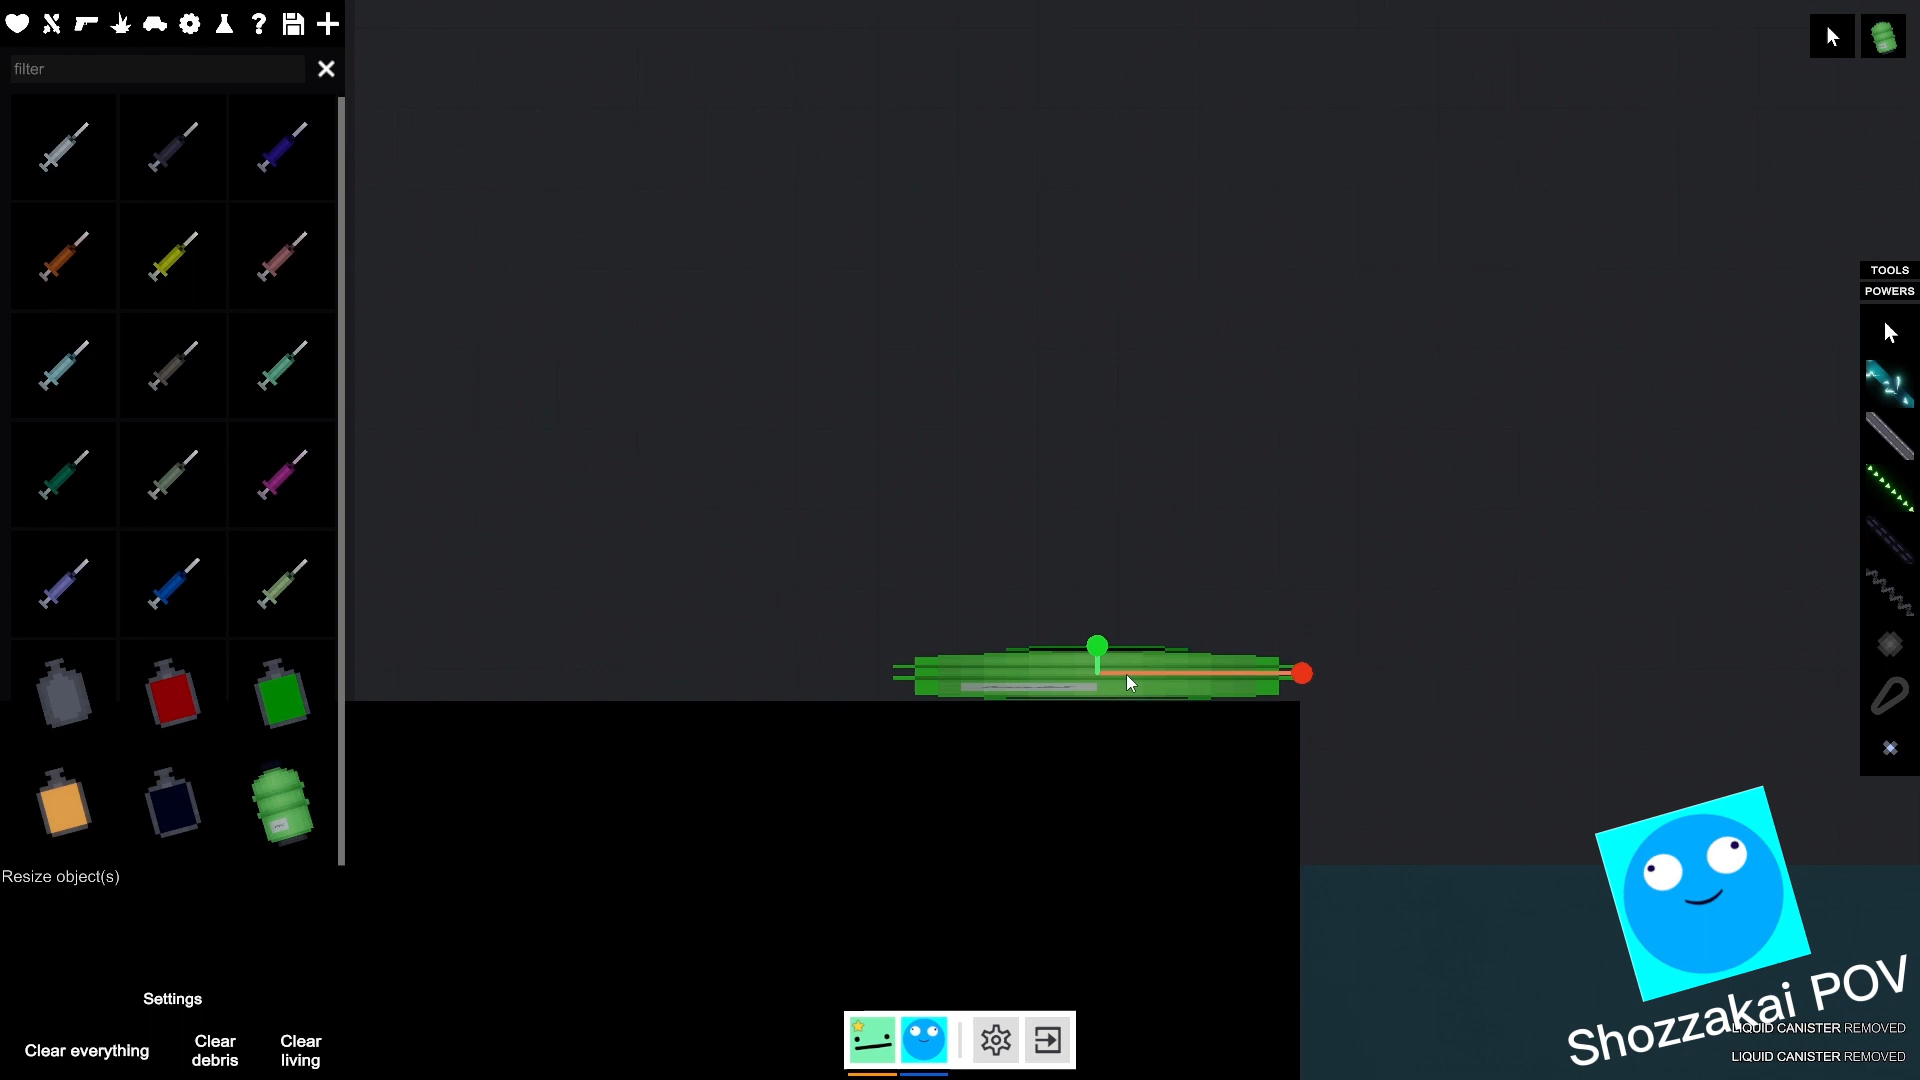 filter
TOOLS
POWERS
Resize object(s)
Settings
Clear everything
Clear
debris
Clear
living
Shozzakai POV
LIQUID CANISTER REMOVED
LIQUID CANISTER REMOVED